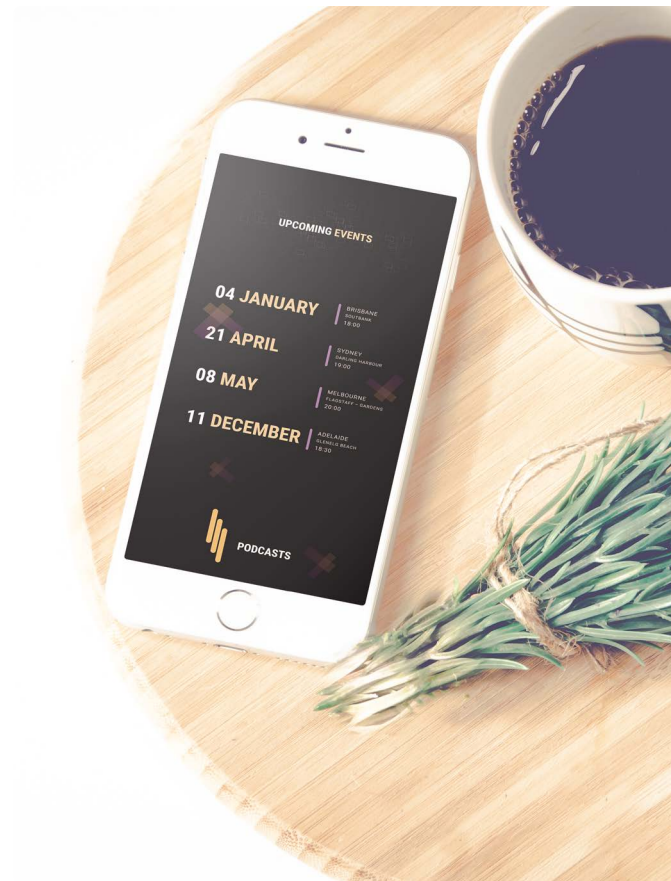 UPCOMING EVENTS
04 JANUARY
BRISBANE
SOUTBANK
18:00
21 APRIL
SYDNEY
DARLING HARBOUR
19:00
08 MAY
MELBOURNE
FLAGSTAFF – GARDENS
20:00
11 DECEMBER
ADELAIDE
GLENELG BEACH
18:30
PODCASTS